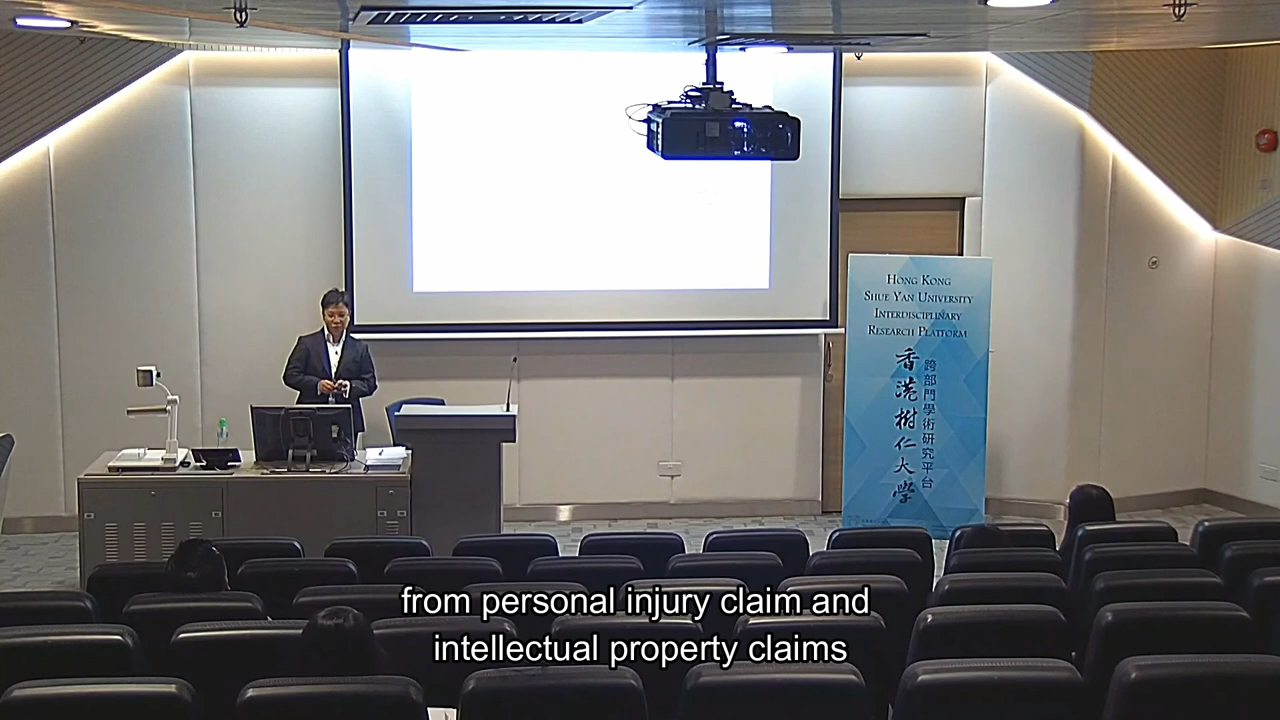 Hong Kong
Shue Yan University
Interdisciplinary
Research Platform
香港樹仁大學
跨部門學術研究平台
from personal injury claim and
intellectual property claims